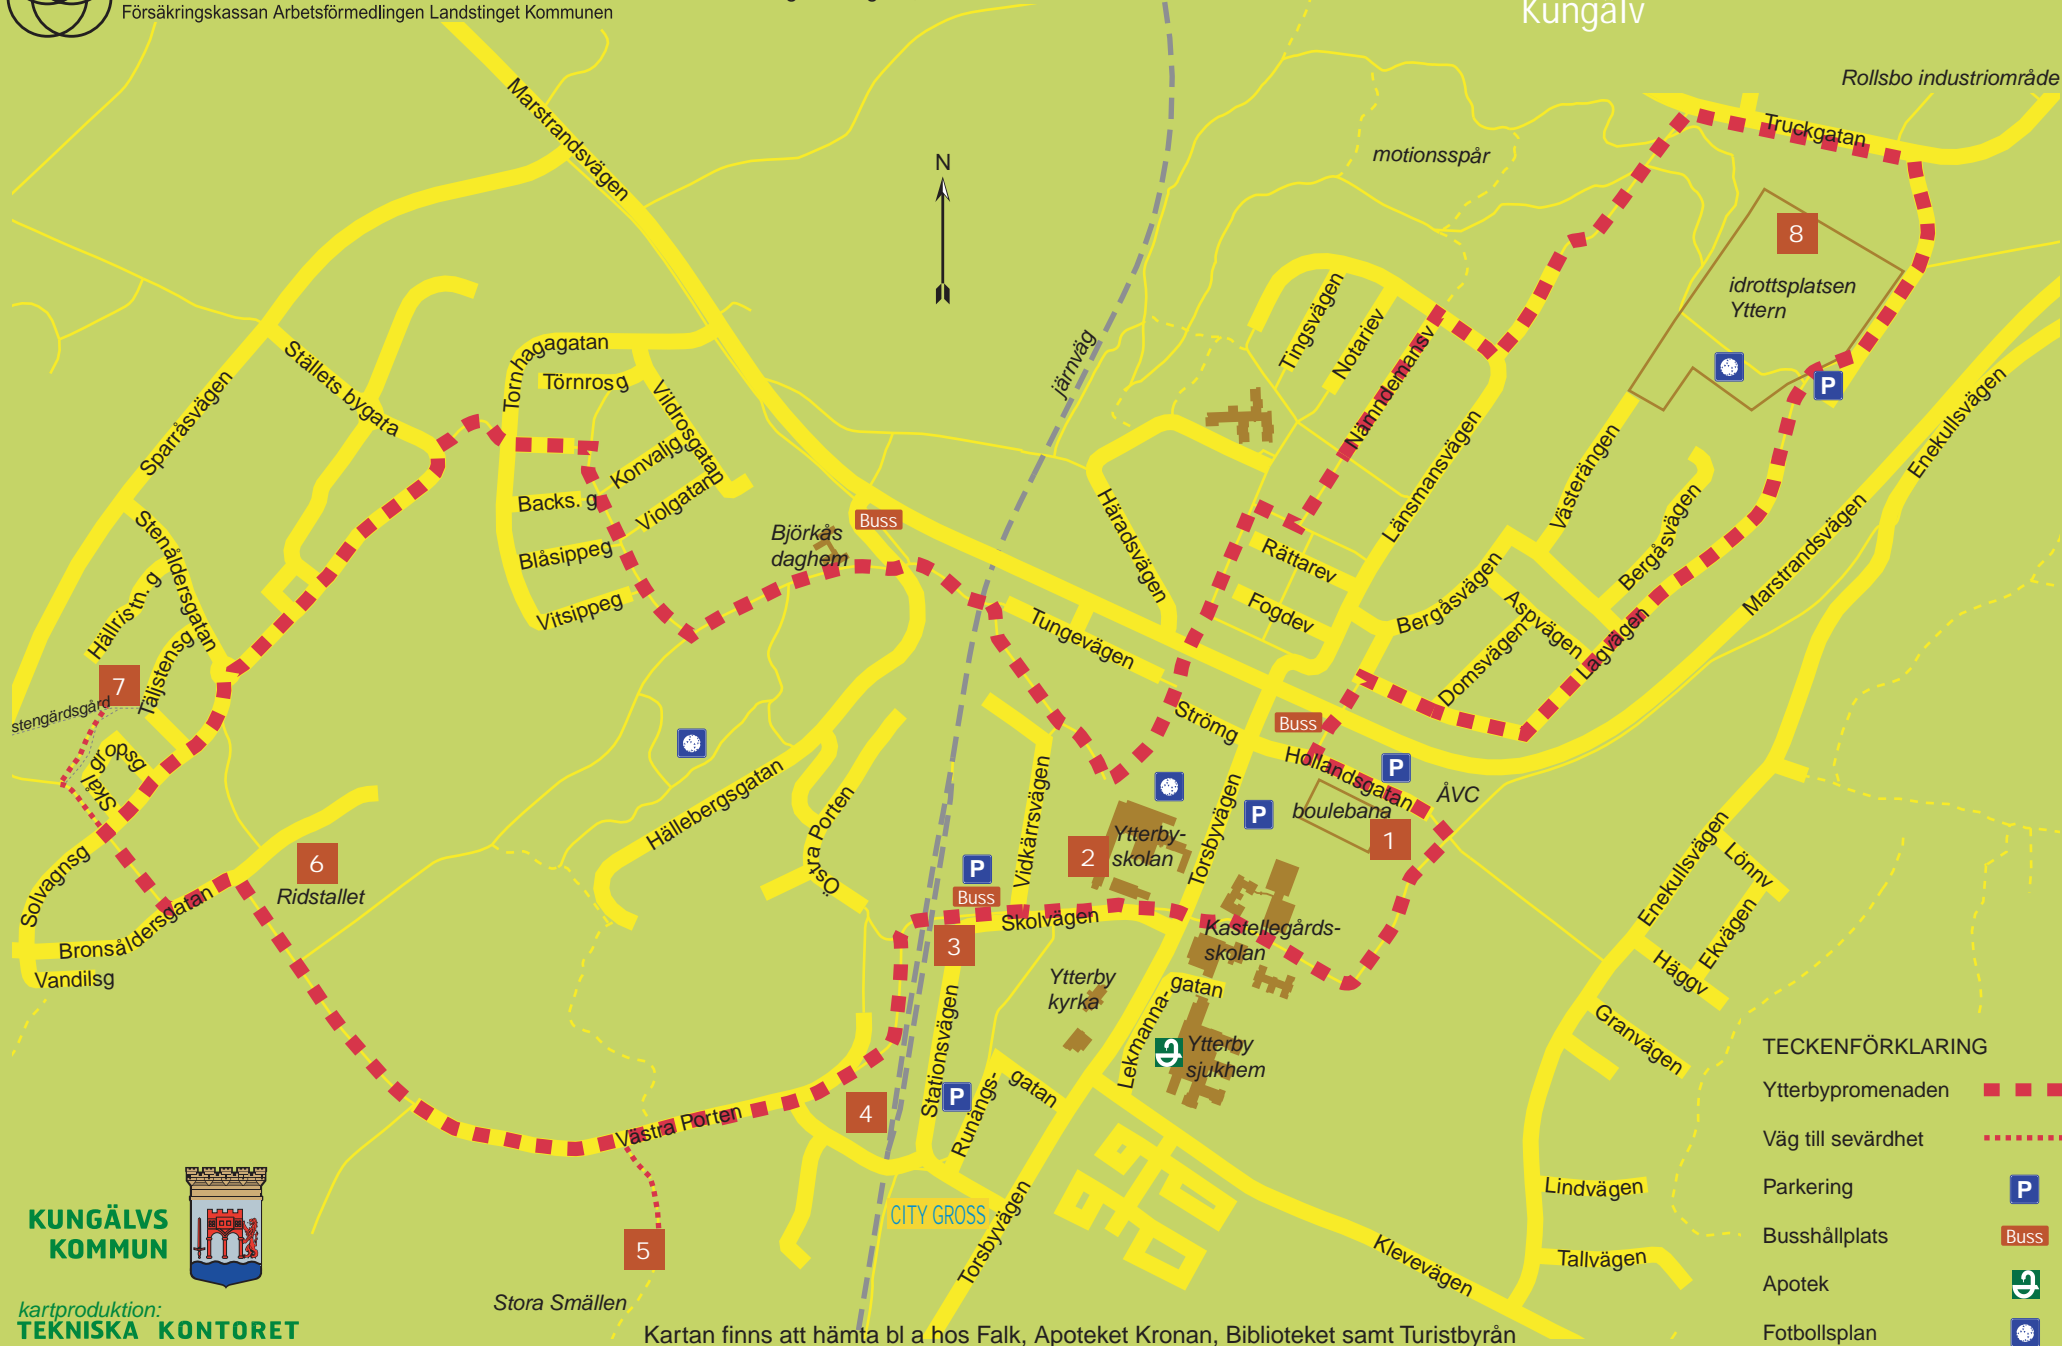 Försäkringskassan Arbetsförmedlingen Landstinget Kommunen
Kungälv
Rollsbo industriområde
Marstrandsvägen
Truckgatan
motionsspår
N
8
idrottsplatsen
Yttern
P
järnväg
Tingsvägen
Notariev
Nämndemansv
Länsmansvägen
Ställets bygata
Sparråsvägen
Tornhagagatan
Törnrosg
Vildrosgatan
Konvaljg
Backs. g
Violgatan
Blåsippeg
Vitsippeg
Björkås
daghem
Buss
Häradsvägen
Västerängen
Bergåsvägen
Enekullsvägen
Marstrandsvägen
Stenåldersgatan
Hällristn. g
Täljstensg
7
stengärdsgård
Skålgropsg
Rättarev
Fogdev
Bergåsvägen
Aspvägen
Domsvägen
Lagvägen
Tungevägen
Strömg
Buss
Hollandsgatan
P
ÅVC
boulebana
1
P
Torsbyvägen
Ytterby-
skolan
2
Vidkärrsvägen
Hällebergsgatan
Östra Porten
P
Buss
Skolvägen
3
Kastellegårds-
skolan
Solvagnsg
6
Ridstallet
Bronsåldersgatan
Vandilsg
Ytterby
kyrka
Lekmanna-
gatan
Ytterby
sjukhem
Stationsvägen
P
Runängs-
gatan
4
Västra Porten
5
Stora Smällen
CITY GROSS
Torsbyvägen
Klevevägen
Enekullsvägen
Lönnv
Ekvägen
Häggv
Granvägen
Lindvägen
Tallvägen
TECKENFÖRKLARING
Ytterbypromenaden
Väg till sevärdhet
Parkering
P
Busshållplats
Buss
Apotek
Fotbollsplan
KUNGÄLVS
KOMMUN
kartproduktion:
TEKNISKA KONTORET
Kartan finns att hämta bl a hos Falk, Apoteket Kronan, Biblioteket samt Turistbyrån